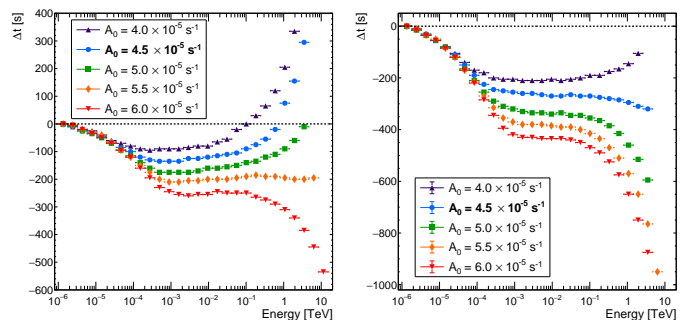 Δt [s]
400
300
200
100
0
−100
−200
−300
−400
−500
−600
A₀ = 4.0 × 10⁻⁵ s⁻¹
A₀ = 4.5 × 10⁻⁵ s⁻¹
A₀ = 5.0 × 10⁻⁵ s⁻¹
A₀ = 5.5 × 10⁻⁵ s⁻¹
A₀ = 6.0 × 10⁻⁵ s⁻¹
10⁻⁶ 10⁻⁵ 10⁻⁴ 10⁻³ 10⁻² 10⁻¹ 1 10
Energy [TeV]
Δt [s]
0
−200
−400
−600
−800
−1000
A₀ = 4.0 × 10⁻⁵ s⁻¹
A₀ = 4.5 × 10⁻⁵ s⁻¹
A₀ = 5.0 × 10⁻⁵ s⁻¹
A₀ = 5.5 × 10⁻⁵ s⁻¹
A₀ = 6.0 × 10⁻⁵ s⁻¹
10⁻⁶ 10⁻⁵ 10⁻⁴ 10⁻³ 10⁻² 10⁻¹ 1 10
Energy [TeV]